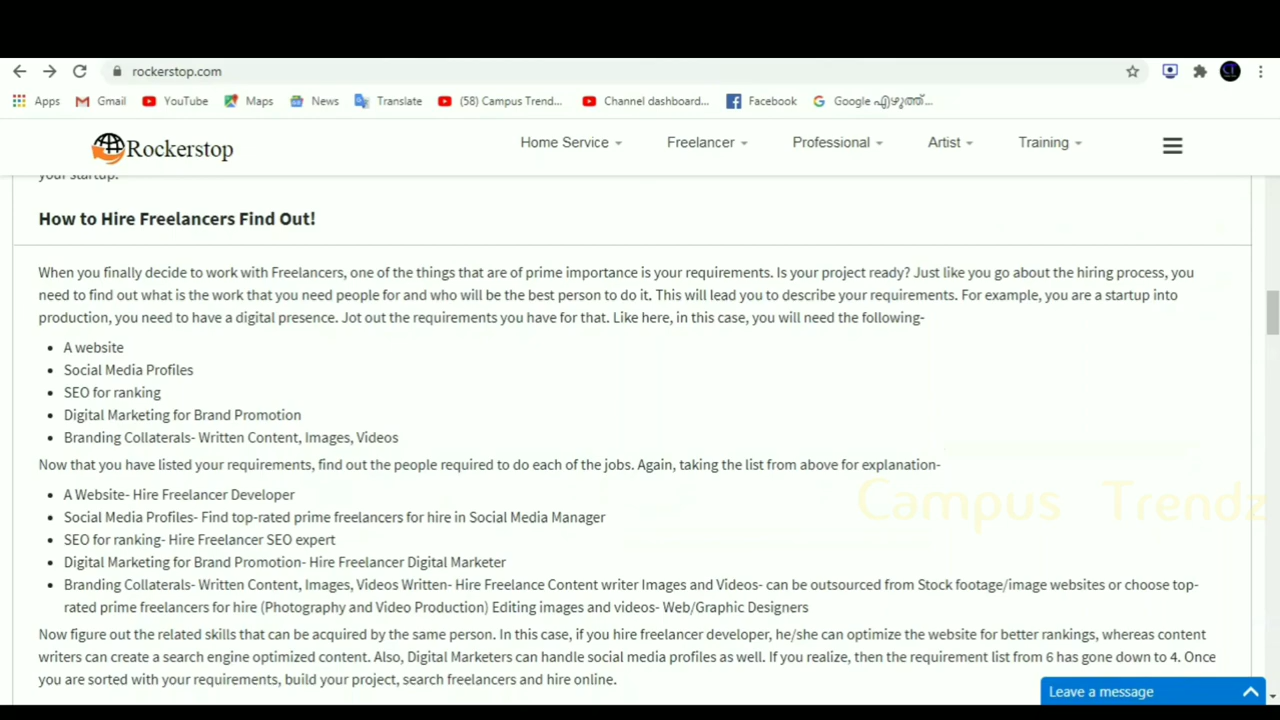 rockerstop.com
Apps Gmail YouTube Maps News Translate (58) Campus Trend... Channel dashboard... Facebook Google എഴുത്ത്...
Rockerstop Home Service Freelancer Professional Artist Training
your startup.
How to Hire Freelancers Find Out!
When you finally decide to work with Freelancers, one of the things that are of prime importance is your requirements. Is your project ready? Just like you go about the hiring process, you
need to find out what is the work that you need people for and who will be the best person to do it. This will lead you to describe your requirements. For example, you are a startup into
production, you need to have a digital presence. Jot out the requirements you have for that. Like here, in this case, you will need the following-
• A website
• Social Media Profiles
• SEO for ranking
• Digital Marketing for Brand Promotion
• Branding Collaterals- Written Content, Images, Videos
Now that you have listed your requirements, find out the people required to do each of the jobs. Again, taking the list from above for explanation-
• A Website- Hire Freelancer Developer
Campus Trendz
• Social Media Profiles- Find top-rated prime freelancers for hire in Social Media Manager
• SEO for ranking- Hire Freelancer SEO expert
• Digital Marketing for Brand Promotion- Hire Freelancer Digital Marketer
• Branding Collaterals- Written Content, Images, Videos Written- Hire Freelance Content writer Images and Videos- can be outsourced from Stock footage/image websites or choose top-
rated prime freelancers for hire (Photography and Video Production) Editing images and videos- Web/Graphic Designers
Now figure out the related skills that can be acquired by the same person. In this case, if you hire freelancer developer, he/she can optimize the website for better rankings, whereas content
writers can create a search engine optimized content. Also, Digital Marketers can handle social media profiles as well. If you realize, then the requirement list from 6 has gone down to 4. Once
you are sorted with your requirements, build your project, search freelancers and hire online.
Leave a message